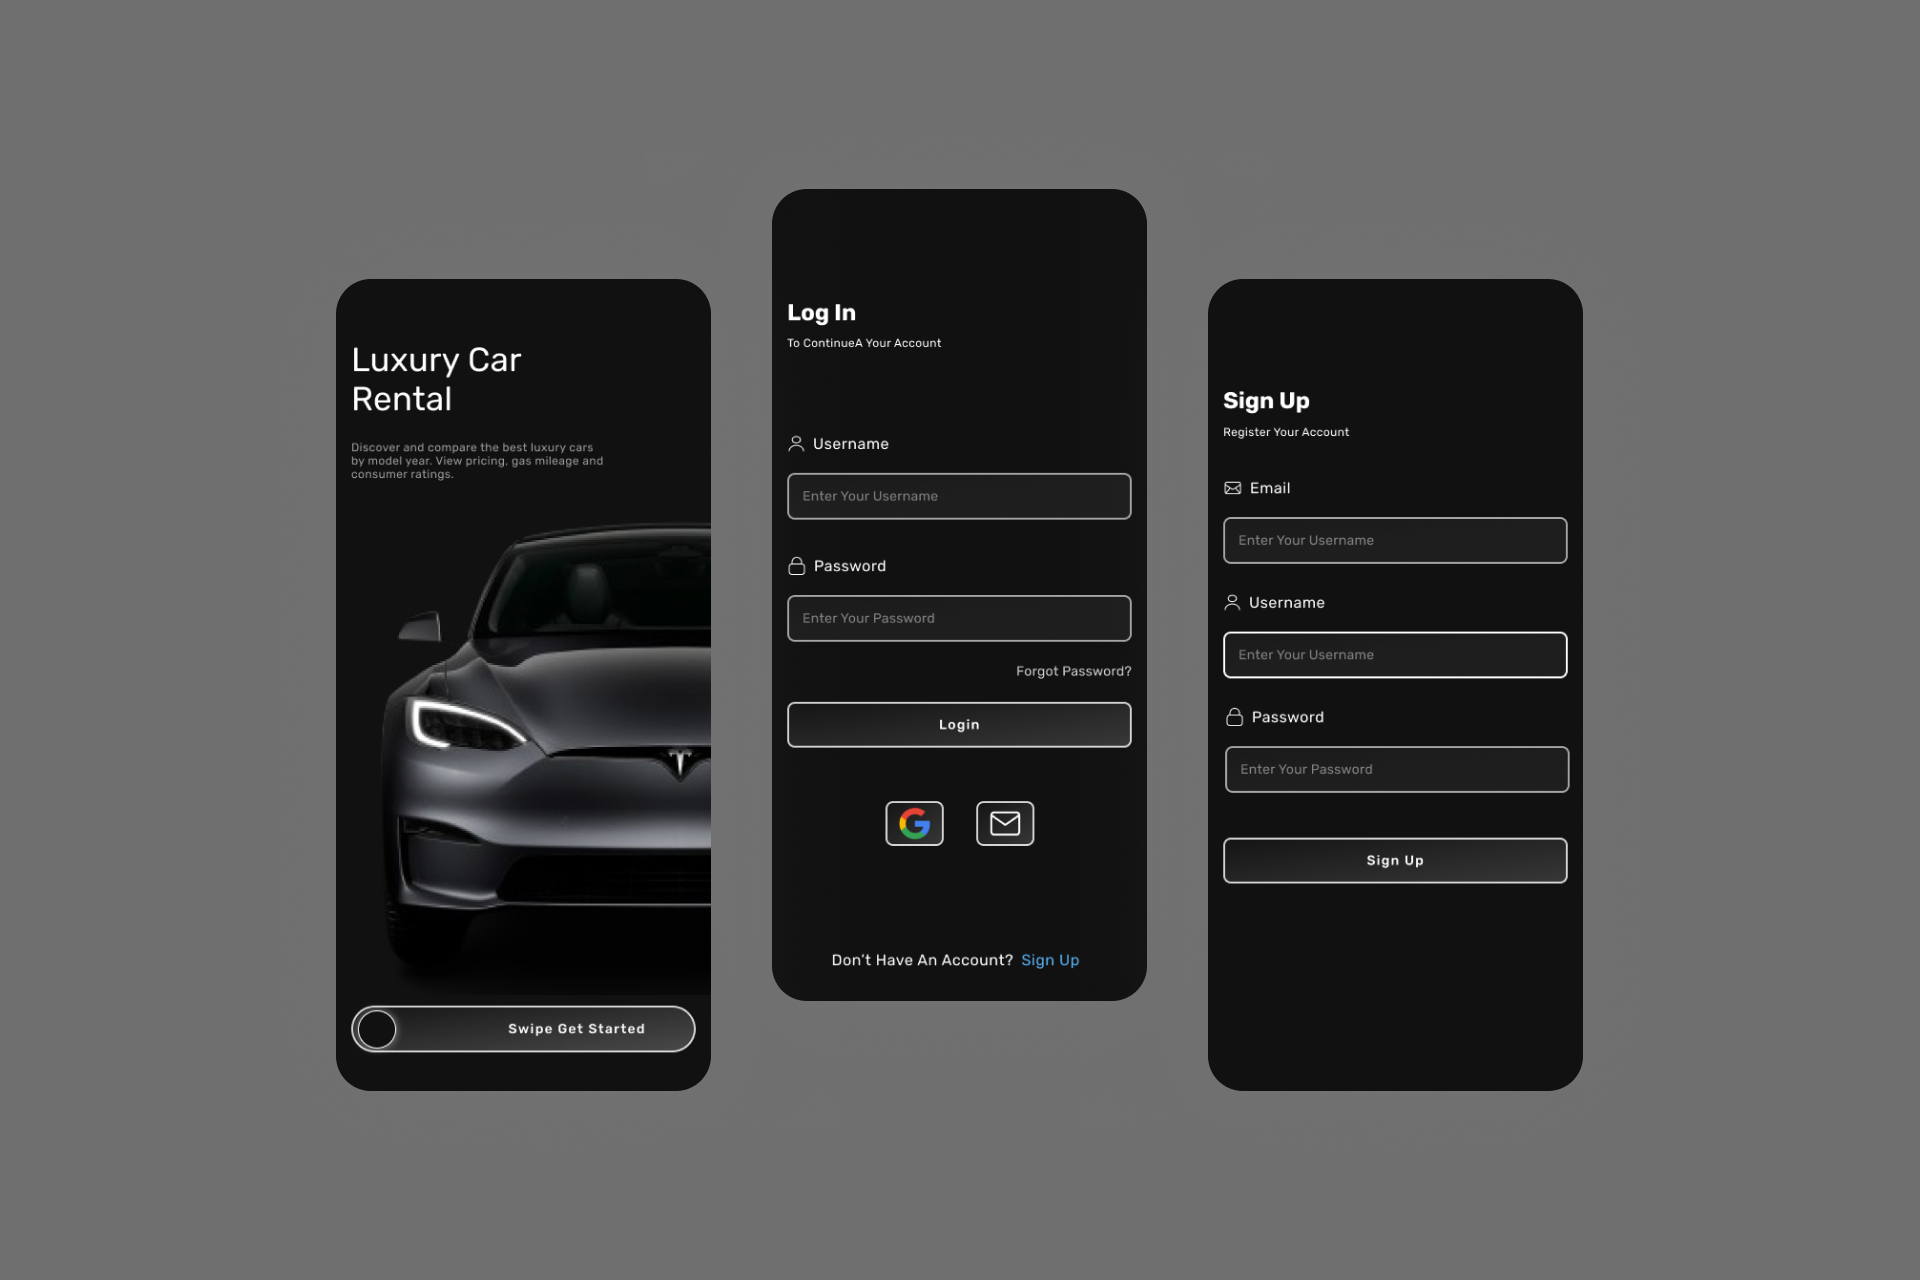 Luxury Car
Rental
Discover and compare the best luxury cars
by model year. View pricing, gas mileage and
consumer ratings.
Swipe Get Started
Log In
To ContinueA Your Account
Username
Enter Your Username
Password
Enter Your Password
Forgot Password?
Login
Don’t Have An Account? Sign Up
Sign Up
Register Your Account
Email
Enter Your Username
Username
Enter Your Username
Password
Enter Your Password
Sign Up